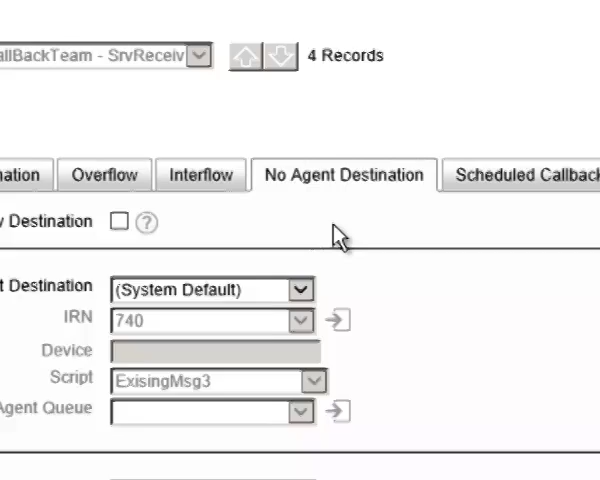 allBackTeam - SrvReceiv 4 Records
nation Overflow Interflow No Agent Destination Scheduled Callback
y Destination ?
t Destination (System Default)
IRN 740
Device
Script ExisingMsg3
Agent Queue